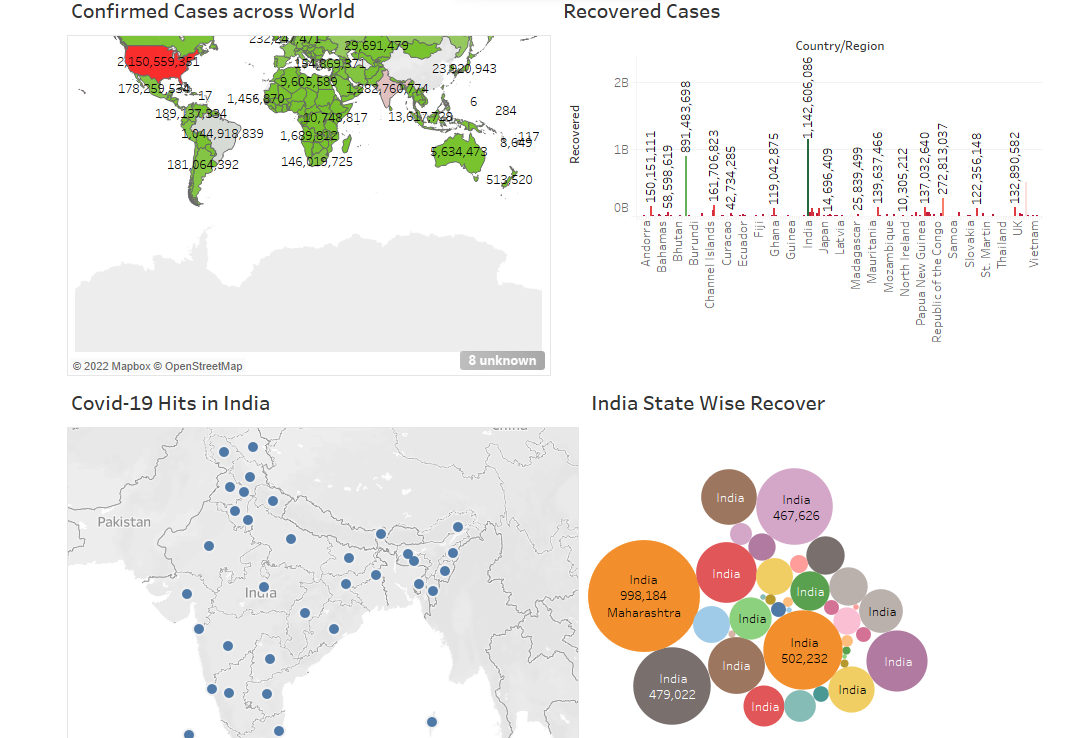 Confirmed Cases across World
2,150,559,351
178,259,534
17
189,137,334
1,044,918,839
181,064,392
29,691,479
154,869,371
9,605,589
1,456,870
10,748,817
1,689,812
146,019,725
1,282,760,774
23,920,943
13,617,728
6
284
117
8,649
5,634,473
513,520
8 unknown
© 2022 Mapbox © OpenStreetMap
Recovered Cases
Country/Region
Recovered
2B
1B
0B
150,151,111
58,598,619
891,483,698
161,706,823
42,734,285
119,042,875
1,142,606,086
14,696,409
25,839,499
139,637,466
10,305,212
137,032,640
272,813,037
122,356,148
132,890,582
Andorra
Bahamas
Bhutan
Burundi
Channel Islands
Curacao
Ecuador
Fiji
Ghana
Guinea
India
Japan
Latvia
Madagascar
Mauritania
Mozambique
North Ireland
Papua New Guinea
Republic of the Congo
Samoa
Slovakia
St. Martin
Thailand
UK
Vietnam
Covid-19 Hits in India
Pakistan
India
India State Wise Recover
India
India
467,626
India
998,184
Maharashtra
India
India
India
India
India
502,232
India
479,022
India
India
India
India